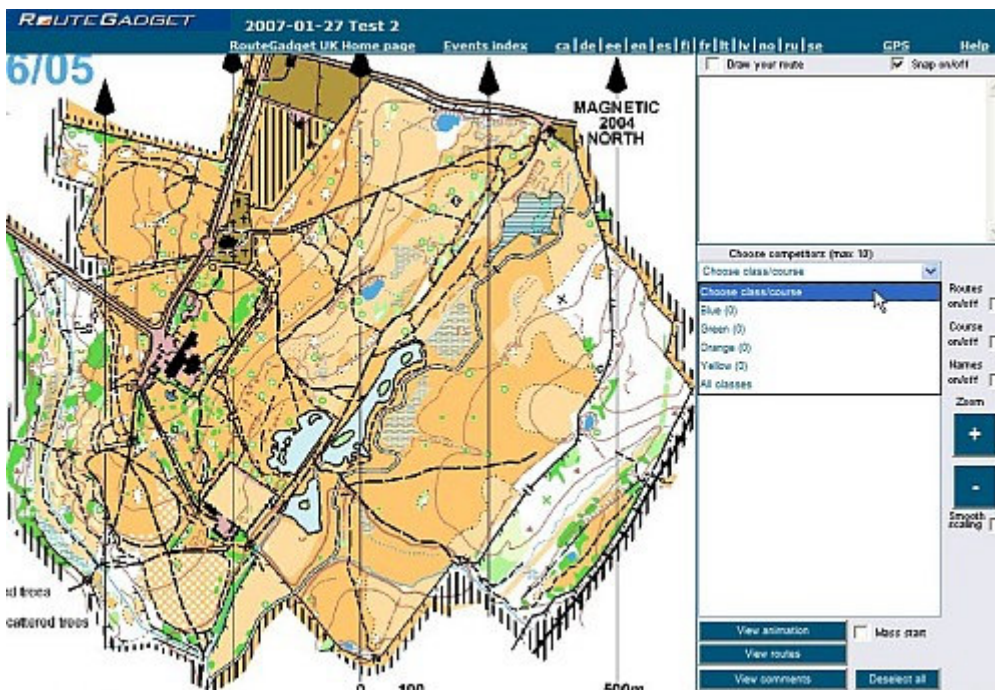 ROUTEGADGET
2007-01-27 Test 2
RouteGadget UK Home page Events index ca|de|ee|en|es|fi|fr|lt|lv|no|ru|se GPS Help
6/05
Draw your route Snap on/off
MAGNETIC
2004
NORTH
Choose competitors (max 10)
Choose class/course
Choose class/course
Blue (0)
Green (0)
Orange (0)
Yellow (0)
All classes
Routes
on/off
Course
on/off
Names
on/off
Zoom
+
-
Smooth
scaling
d trees
cattered trees
View animation Mass start
View routes
View comments Deselect all
0 100 500m